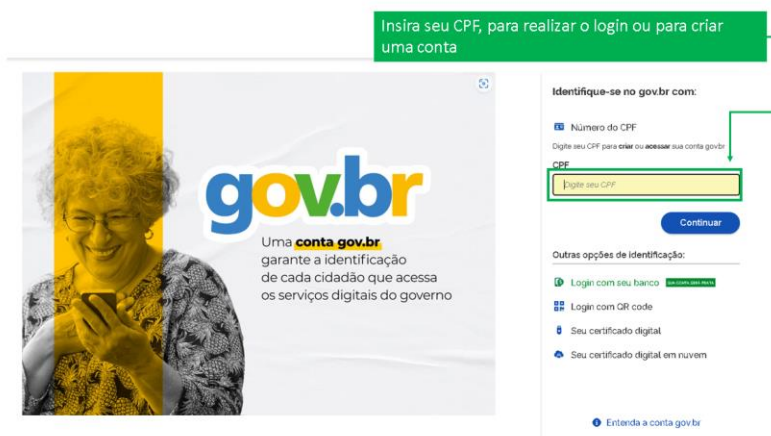 Insira seu CPF, para realizar o login ou para criar
uma conta
gov.br
Uma conta gov.br
garante a identificação
de cada cidadão que acessa
os serviços digitais do governo
Identifique-se no gov.br com:
Número do CPF
Digite seu CPF para criar ou acessar sua conta gov.br
CPF
Digite seu CPF
Continuar
Outras opções de identificação:
Login com seu banco SUA CONTA SERÁ PRATA
Login com QR code
Seu certificado digital
Seu certificado digital em nuvem
Entenda a conta gov.br